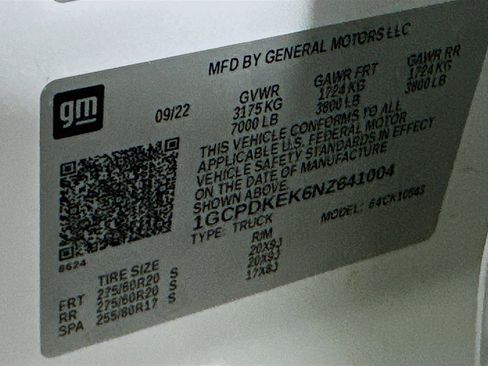 MFD BY GENERAL MOTORS LLC
gm
09/22
GVWR GAWR FRT GAWR RR
3175 KG 1724 KG 1724 KG
7000 LB 3800 LB 3800 LB
THIS VEHICLE CONFORMS TO ALL
APPLICABLE U.S. FEDERAL MOTOR
VEHICLE SAFETY STANDARDS IN EFFECT
ON THE DATE OF MANUFACTURE
SHOWN ABOVE.
1GCPDKEK6NZ641004
TYPE: TRUCK MODEL: 64CK10543
8624
TIRE SIZE RIM
FRT 275/60R20 S 20X9J
RR 275/60R20 S 20X9J
SPA 255/80R17 S 17X8J